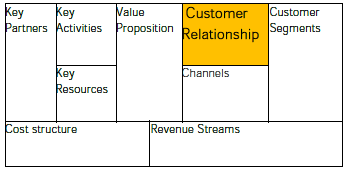 Key
Partners
Key
Activities
Value
Proposition
Customer
Relationship
Customer
Segments
Key
Resources
Channels
Cost structure
Revenue Streams